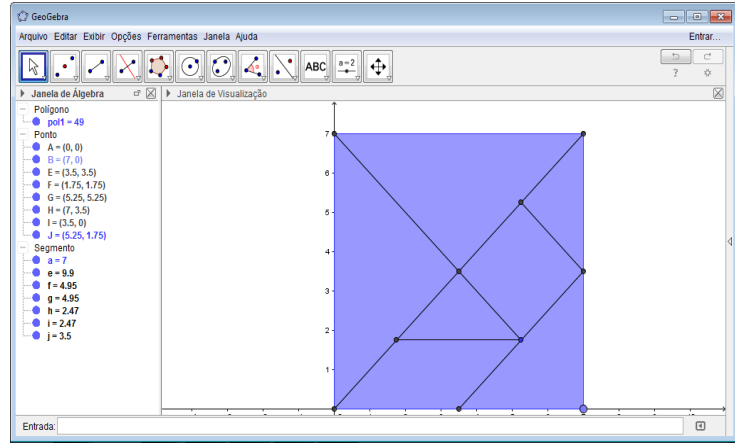 GeoGebra
Arquivo Editar Exibir Opções Ferramentas Janela Ajuda Entrar...
ABC a=2 ?
Janela de Álgebra Janela de Visualização
Polígono
pol1 = 49
Ponto
A = (0, 0)
B = (7, 0)
E = (3.5, 3.5)
F = (1.75, 1.75)
G = (5.25, 5.25)
H = (7, 3.5)
I = (3.5, 0)
J = (5.25, 1.75)
Segmento
a = 7
e = 9.9
f = 4.95
g = 4.95
h = 2.47
i = 2.47
j = 3.5
7
6
5
4
3
2
1
Entrada: